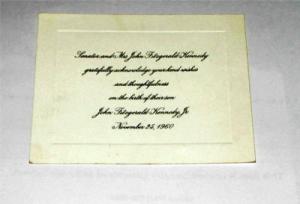 Senator and Mrs. John Fitzgerald Kennedy
gratefully acknowledge your kind wishes
and thoughtfulness
on the birth of their son
John Fitzgerald Kennedy, Jr.
November 25, 1960